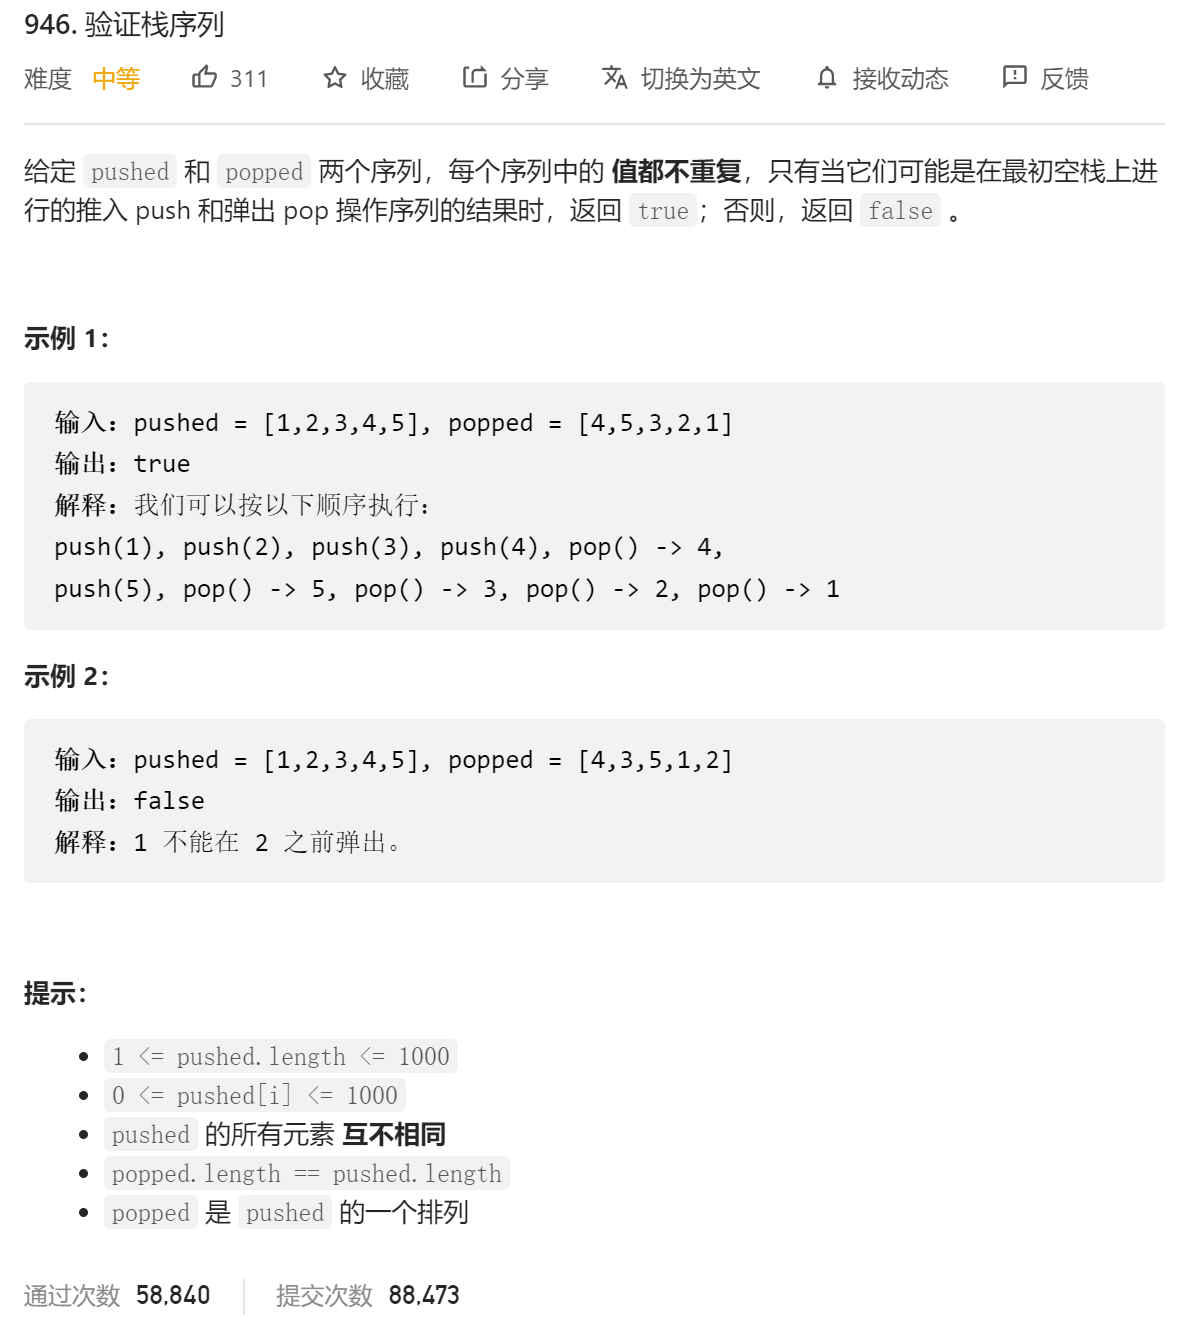 946. 验证栈序列
难度 中等 311 收藏 分享 切换为英文 接收动态 反馈
给定 pushed 和 popped 两个序列，每个序列中的 值都不重复，只有当它们可能是在最初空栈上进
行的推入 push 和弹出 pop 操作序列的结果时，返回 true；否则，返回 false 。
示例 1：
输入：pushed = [1,2,3,4,5], popped = [4,5,3,2,1]
输出：true
解释：我们可以按以下顺序执行：
push(1), push(2), push(3), push(4), pop() -> 4,
push(5), pop() -> 5, pop() -> 3, pop() -> 2, pop() -> 1
示例 2：
输入：pushed = [1,2,3,4,5], popped = [4,3,5,1,2]
输出：false
解释：1 不能在 2 之前弹出。
提示：
1 <= pushed.length <= 1000
0 <= pushed[i] <= 1000
pushed 的所有元素 互不相同
popped.length == pushed.length
popped 是 pushed 的一个排列
通过次数 58,840 提交次数 88,473